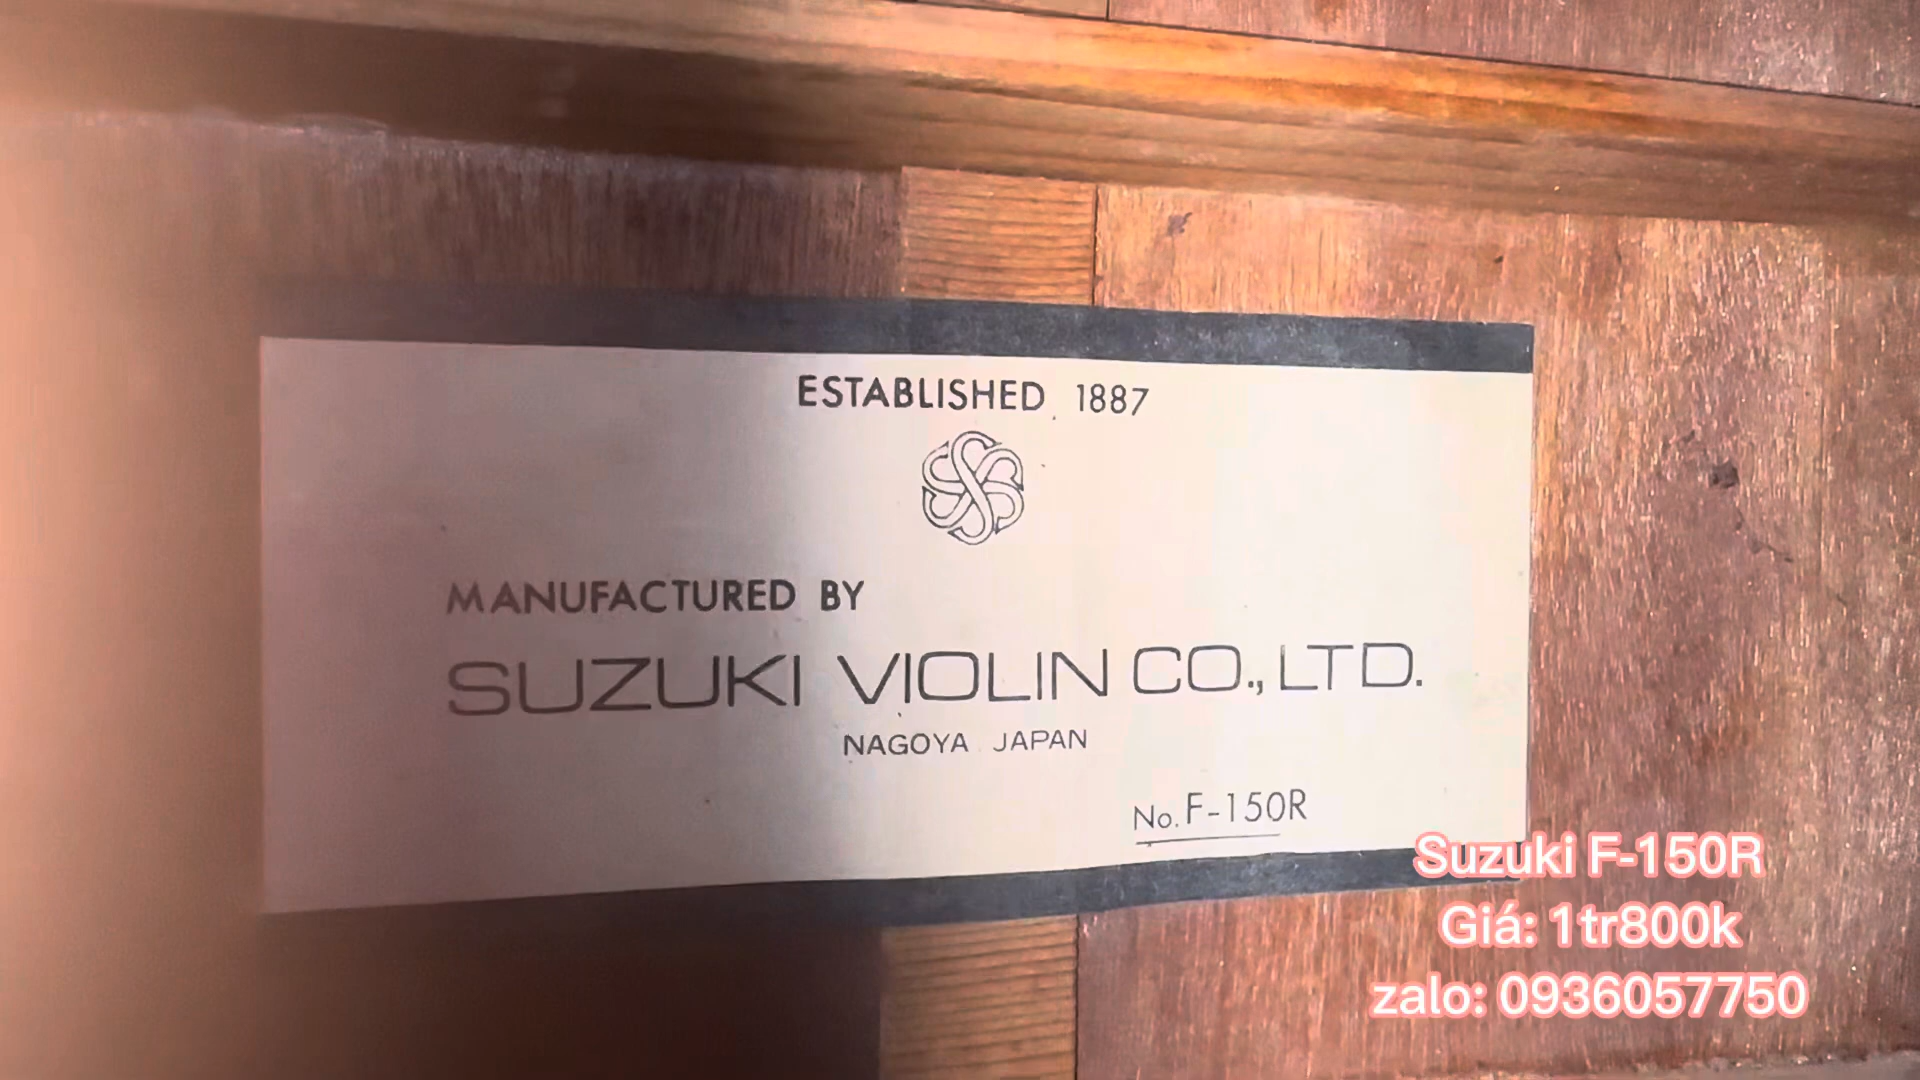 ESTABLISHED 1887
MANUFACTURED BY
SUZUKI VIOLIN CO., LTD.
NAGOYA JAPAN
No. F-150R
Suzuki F-150R
Giá: 1tr800k
zalo: 0936057750